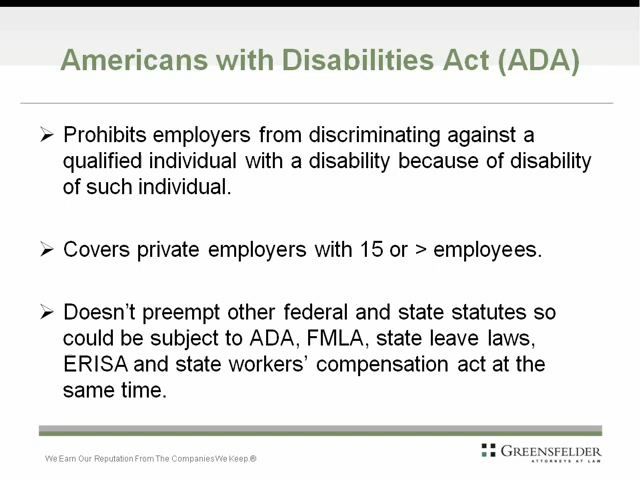 Americans with Disabilities Act (ADA)
➢ Prohibits employers from discriminating against a
qualified individual with a disability because of disability
of such individual.
➢ Covers private employers with 15 or > employees.
➢ Doesn't preempt other federal and state statutes so
could be subject to ADA, FMLA, state leave laws,
ERISA and state workers' compensation act at the
same time.
We Earn Our Reputation From The Companies We Keep.®
GREENSFELDER
ATTORNEYS AT LAW